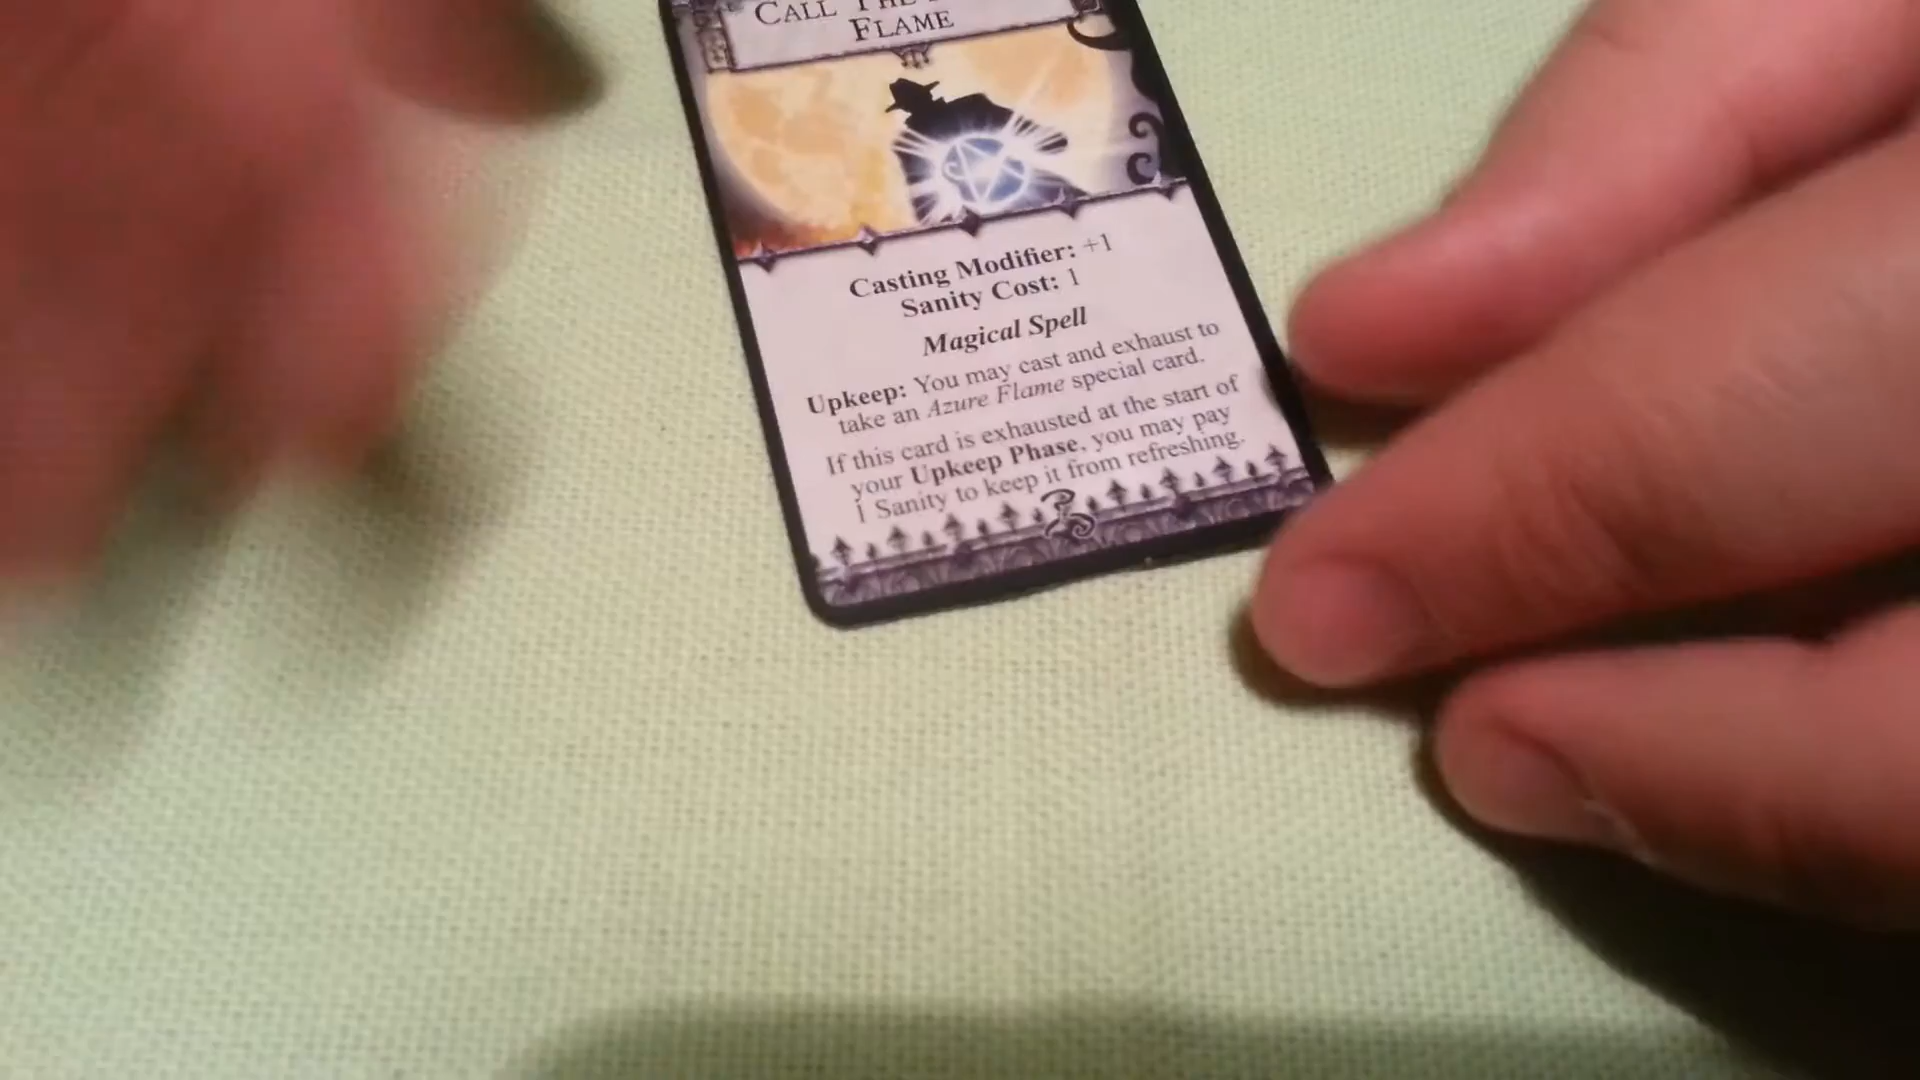 CALL THE
FLAME
Casting Modifier: +1
Sanity Cost: 1
Magical Spell
Upkeep: You may cast and exhaust to
take an Azure Flame special card.
If this card is exhausted at the start of
your Upkeep Phase, you may pay
1 Sanity to keep it from refreshing.